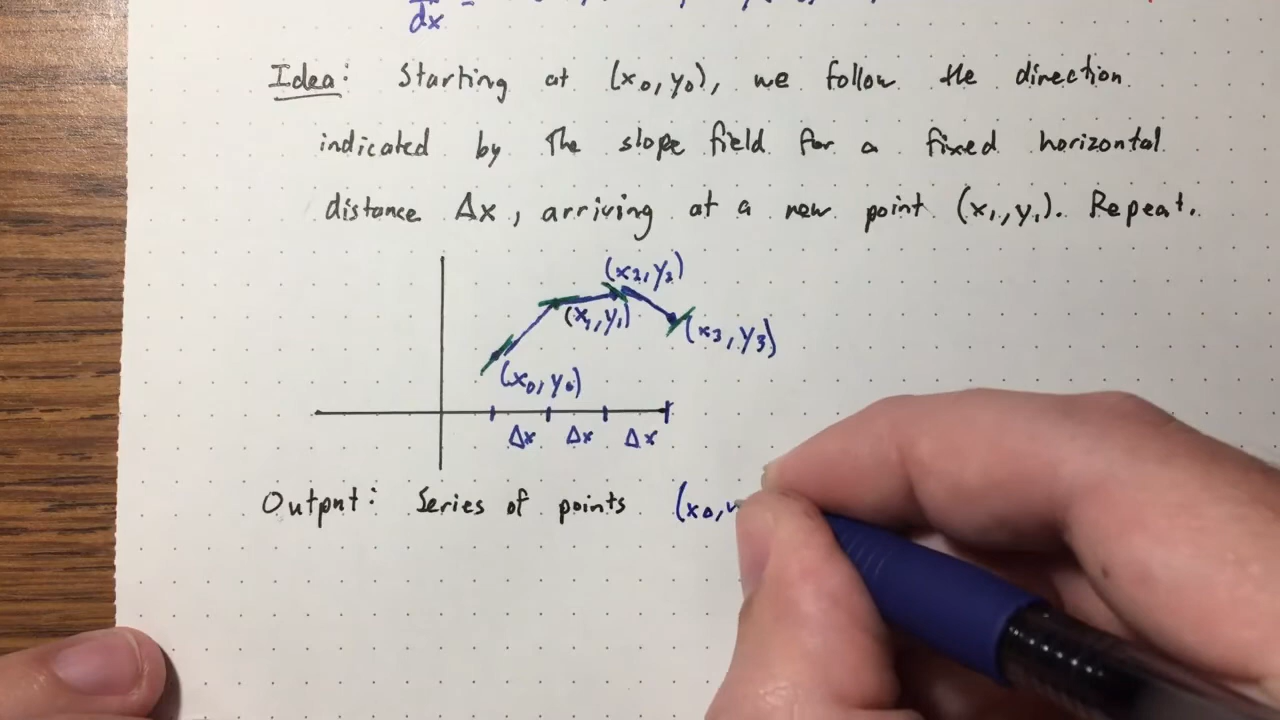 dx =
Idea: Starting at (x₀, y₀), we follow the direction
indicated by the slope field for a fixed horizontal
distance Δx, arriving at a new point (x₁, y₁). Repeat.
(x₂, y₂)
(x₁, y₁)
(x₃, y₃)
(x₀, y₀)
Δx Δx Δx
Output: Series of points (x₀,